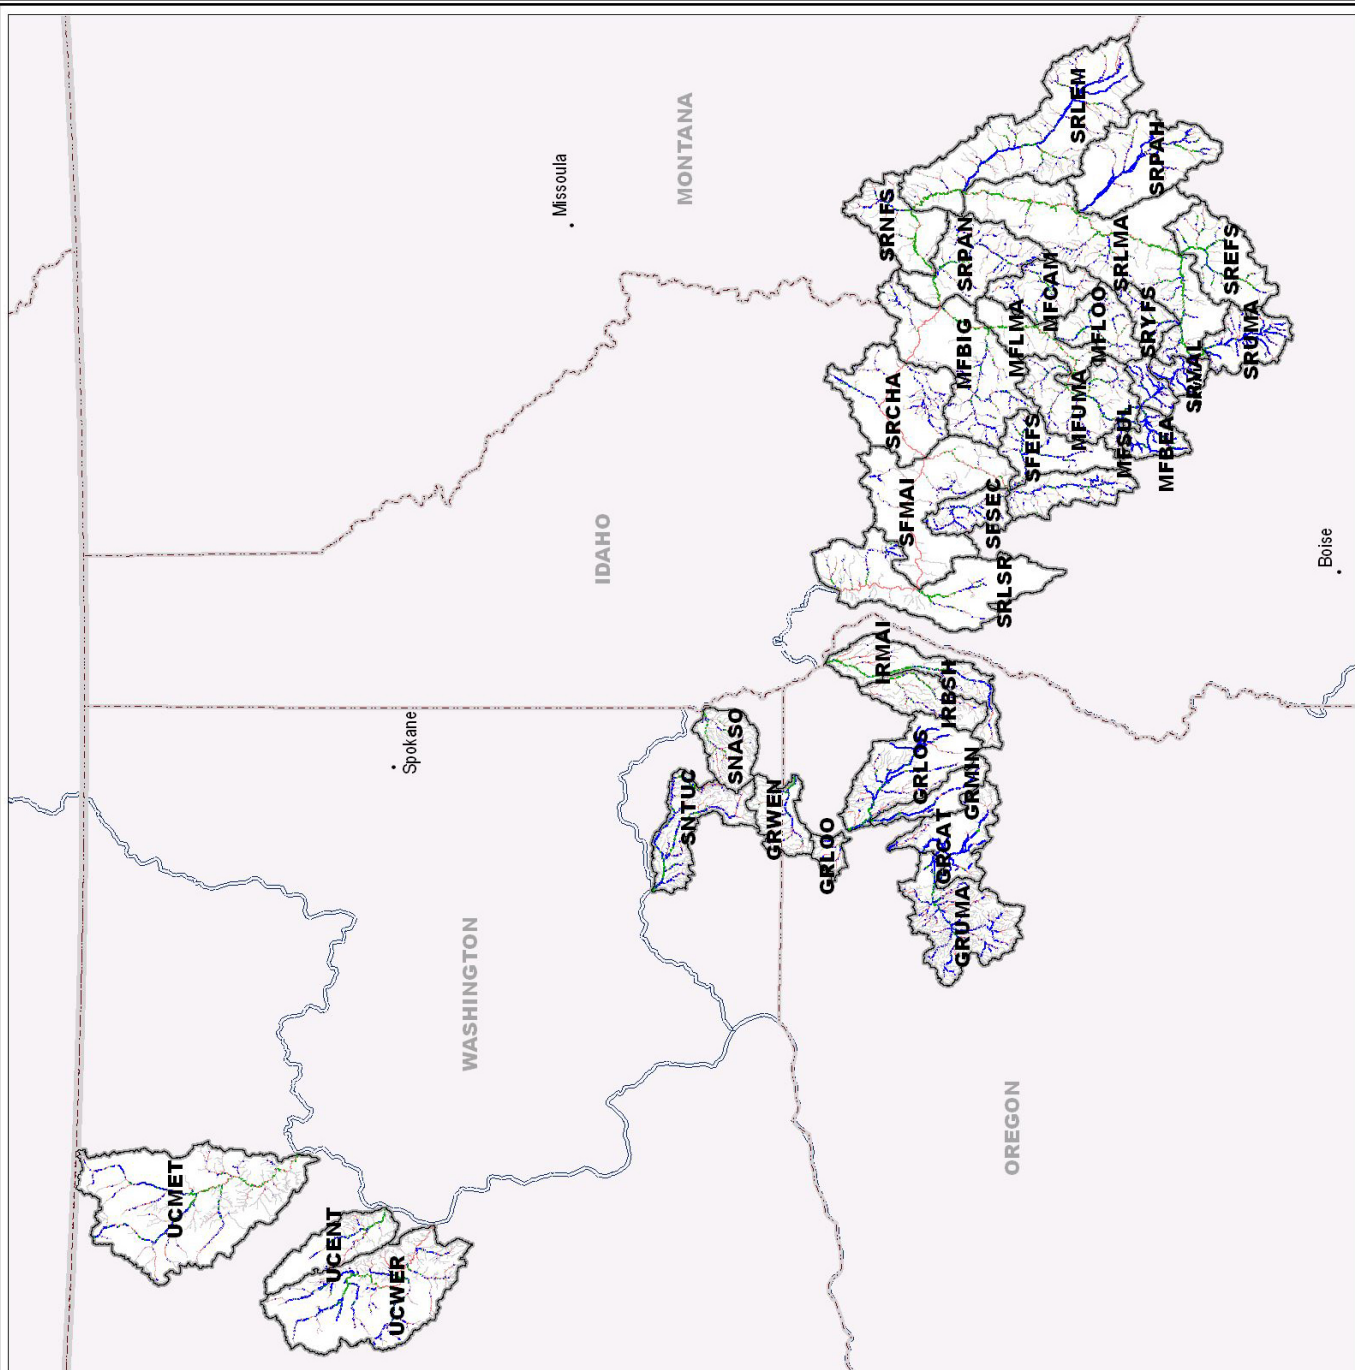 UCMET
UCENT
UCWER
WASHINGTON
Spokane
IDAHO
MONTANA
Missoula
OREGON
Boise
SNTUC
SNASO
GRWEN
GRLOO
GRLOS
GRMIN
GRCAT
GRUMA
IRMAI
IRBSH
SRLSR
SFMAI
SFSEC
SFEFS
SRCHA
MFBIG
MFLMA
MFCAM
MFLOO
MFUMA
MFSUL
MFBEA
SRNFS
SRPAN
SRLMA
SRYFS
SRMAL
SRUMA
SREFS
SRLEM
SRPAH